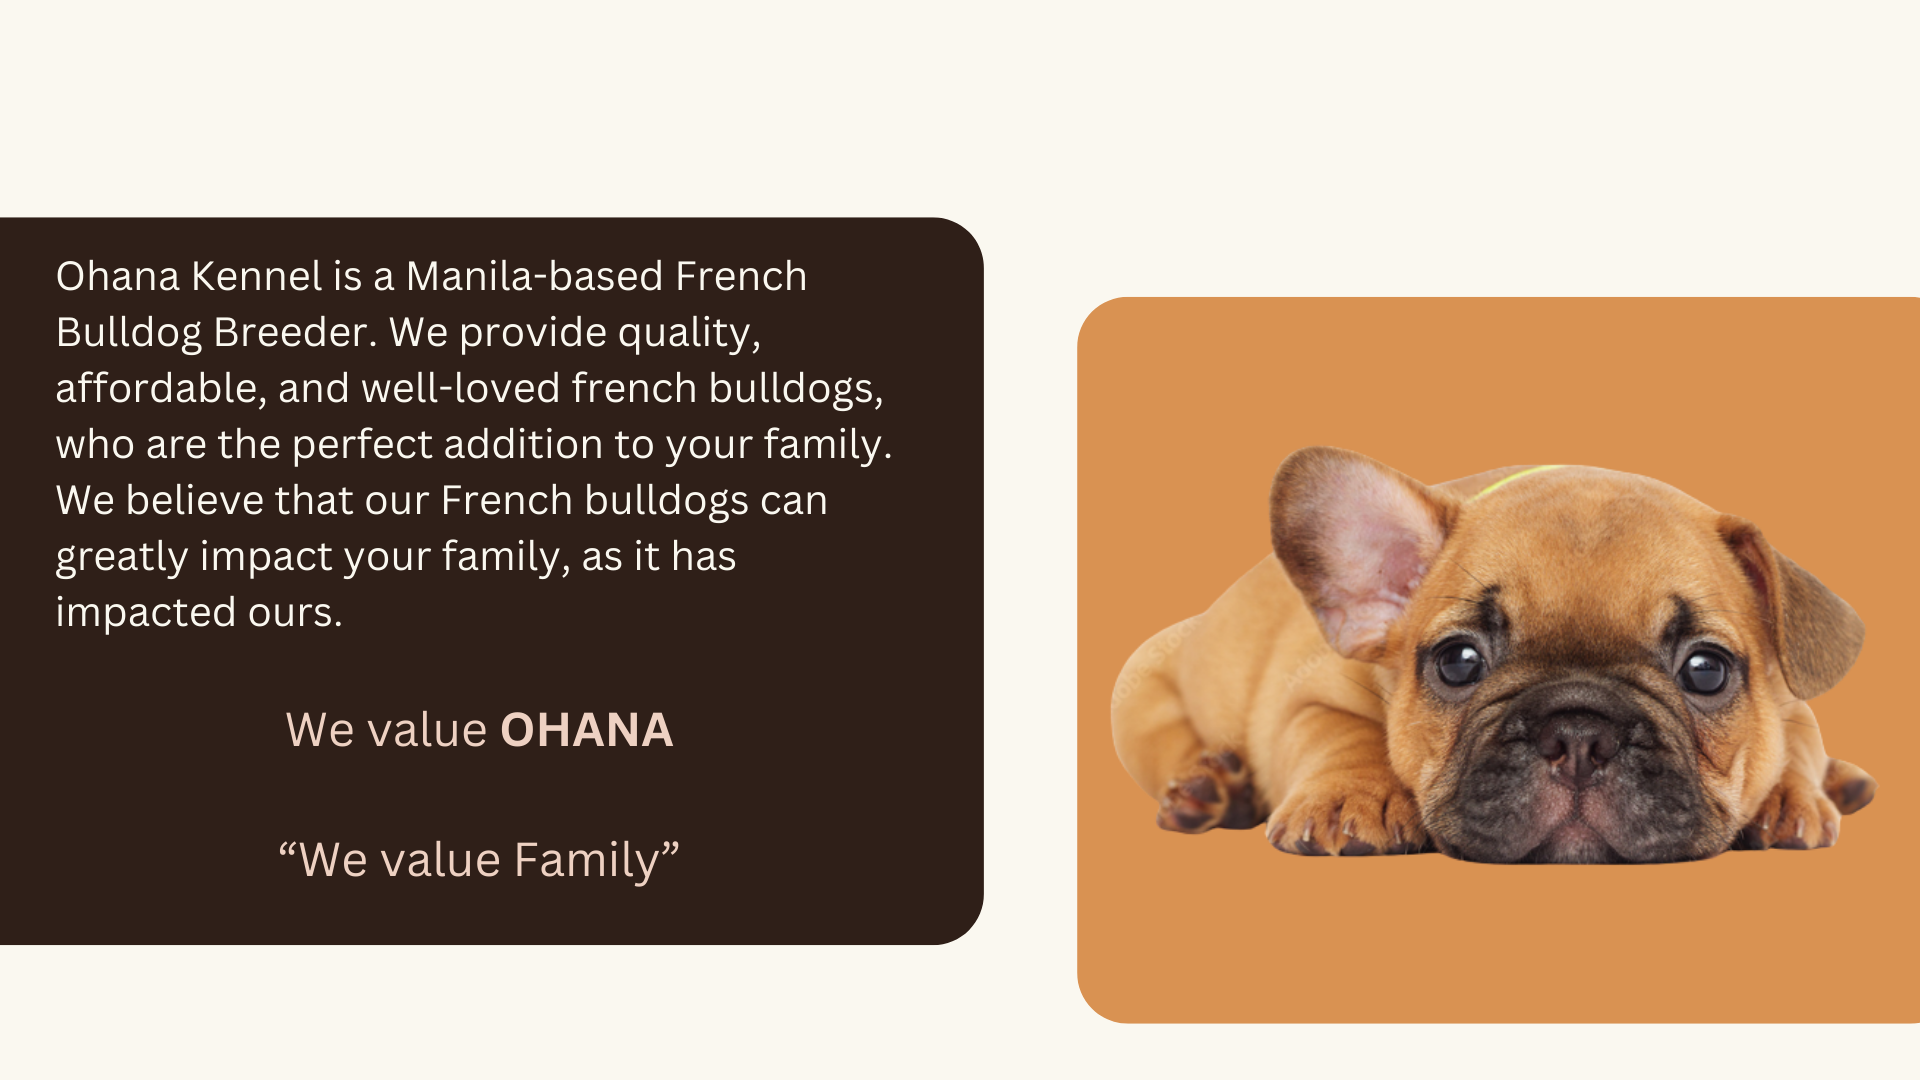 Ohana Kennel is a Manila-based French
Bulldog Breeder. We provide quality,
affordable, and well-loved french bulldogs,
who are the perfect addition to your family.
We believe that our French bulldogs can
greatly impact your family, as it has
impacted ours.
We value OHANA
“We value Family”